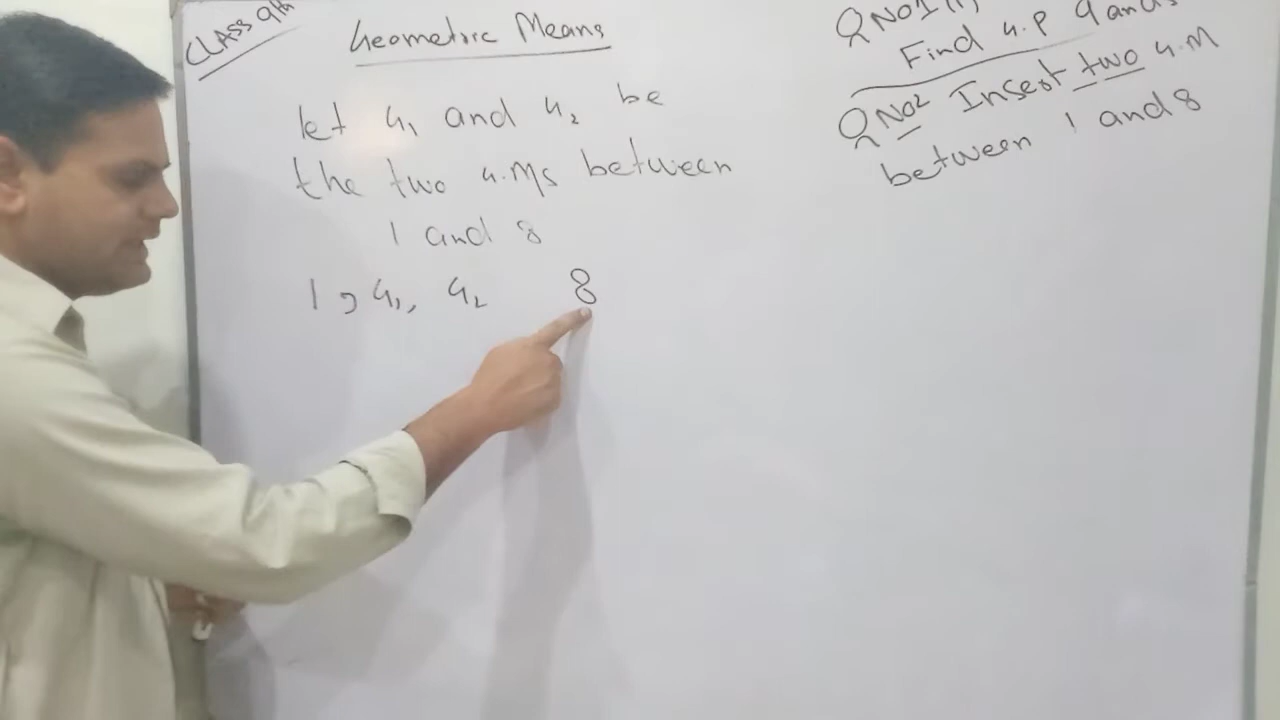 CLASS 9th
Geometric Means
let G₁ and G₂ be
the two G.Ms between
1 and 8
1 , G₁, G₂ 8
Q NO1
Find G.P
Q NO2 Insert two G.M
between 1 and 8